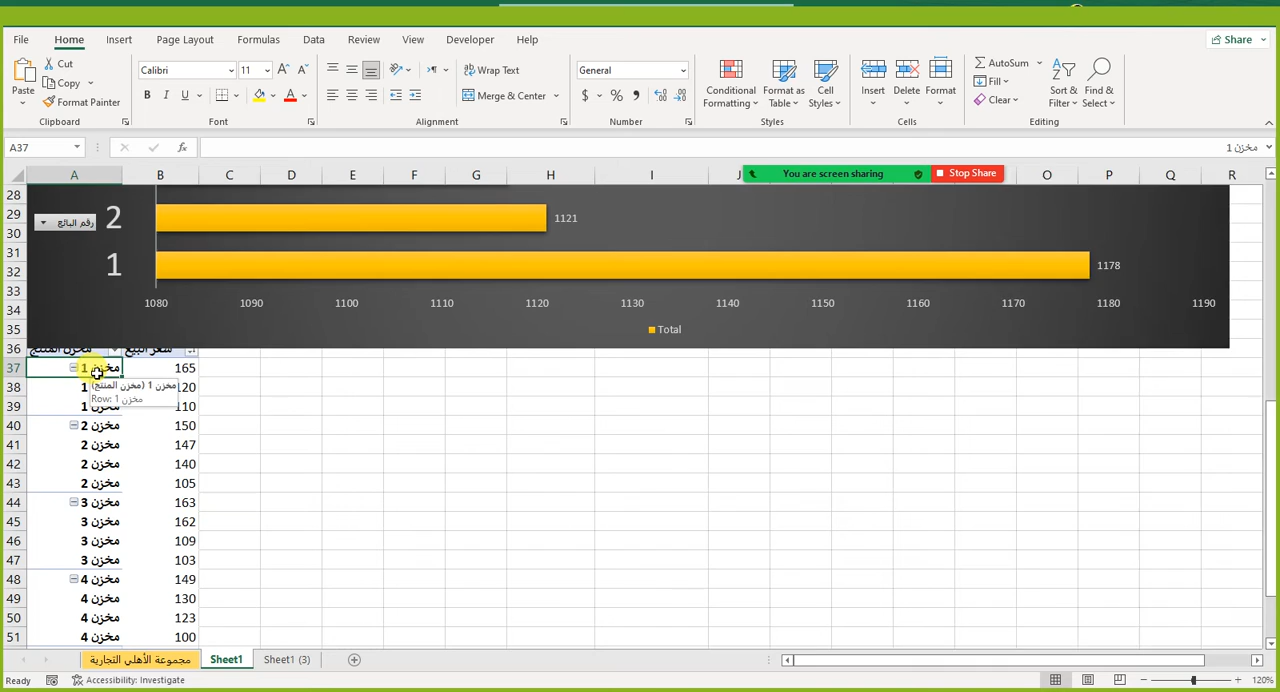 File Home Insert Page Layout Formulas Data Review View Developer Help Share
Paste Cut Copy Format Painter
Calibri 11
B I U
Wrap Text
Merge & Center
General
$ % 9
Conditional Formatting Format as Table Cell Styles
Insert Delete Format
AutoSum Fill Clear
Sort & Filter Find & Select
Clipboard Font Alignment Number Styles Cells Editing
A37 fx مخزن 1
A B C D E F G H I J O P Q R
You are screen sharing Stop Share
28
29 رقم البائع 2 1121
30
31
32 1 1178
33 1080 1090 1100 1110 1120 1130 1140 1150 1160 1170 1180 1190
34
35 Total
36 مخزن المنتج سعر البيع
37 مخزن 1 165
38 1 120
مخزن 1 (مخزن المنتج)
Row: مخزن 1
39 مخزن 1 110
40 مخزن 2 150
41 مخزن 2 147
42 مخزن 2 140
43 مخزن 2 105
44 مخزن 3 163
45 مخزن 3 162
46 مخزن 3 109
47 مخزن 3 103
48 مخزن 4 149
49 مخزن 4 130
50 مخزن 4 123
51 مخزن 4 100
مجموعة الأهلي التجارية Sheet1 Sheet1 (3)
Ready Accessibility: Investigate 120%